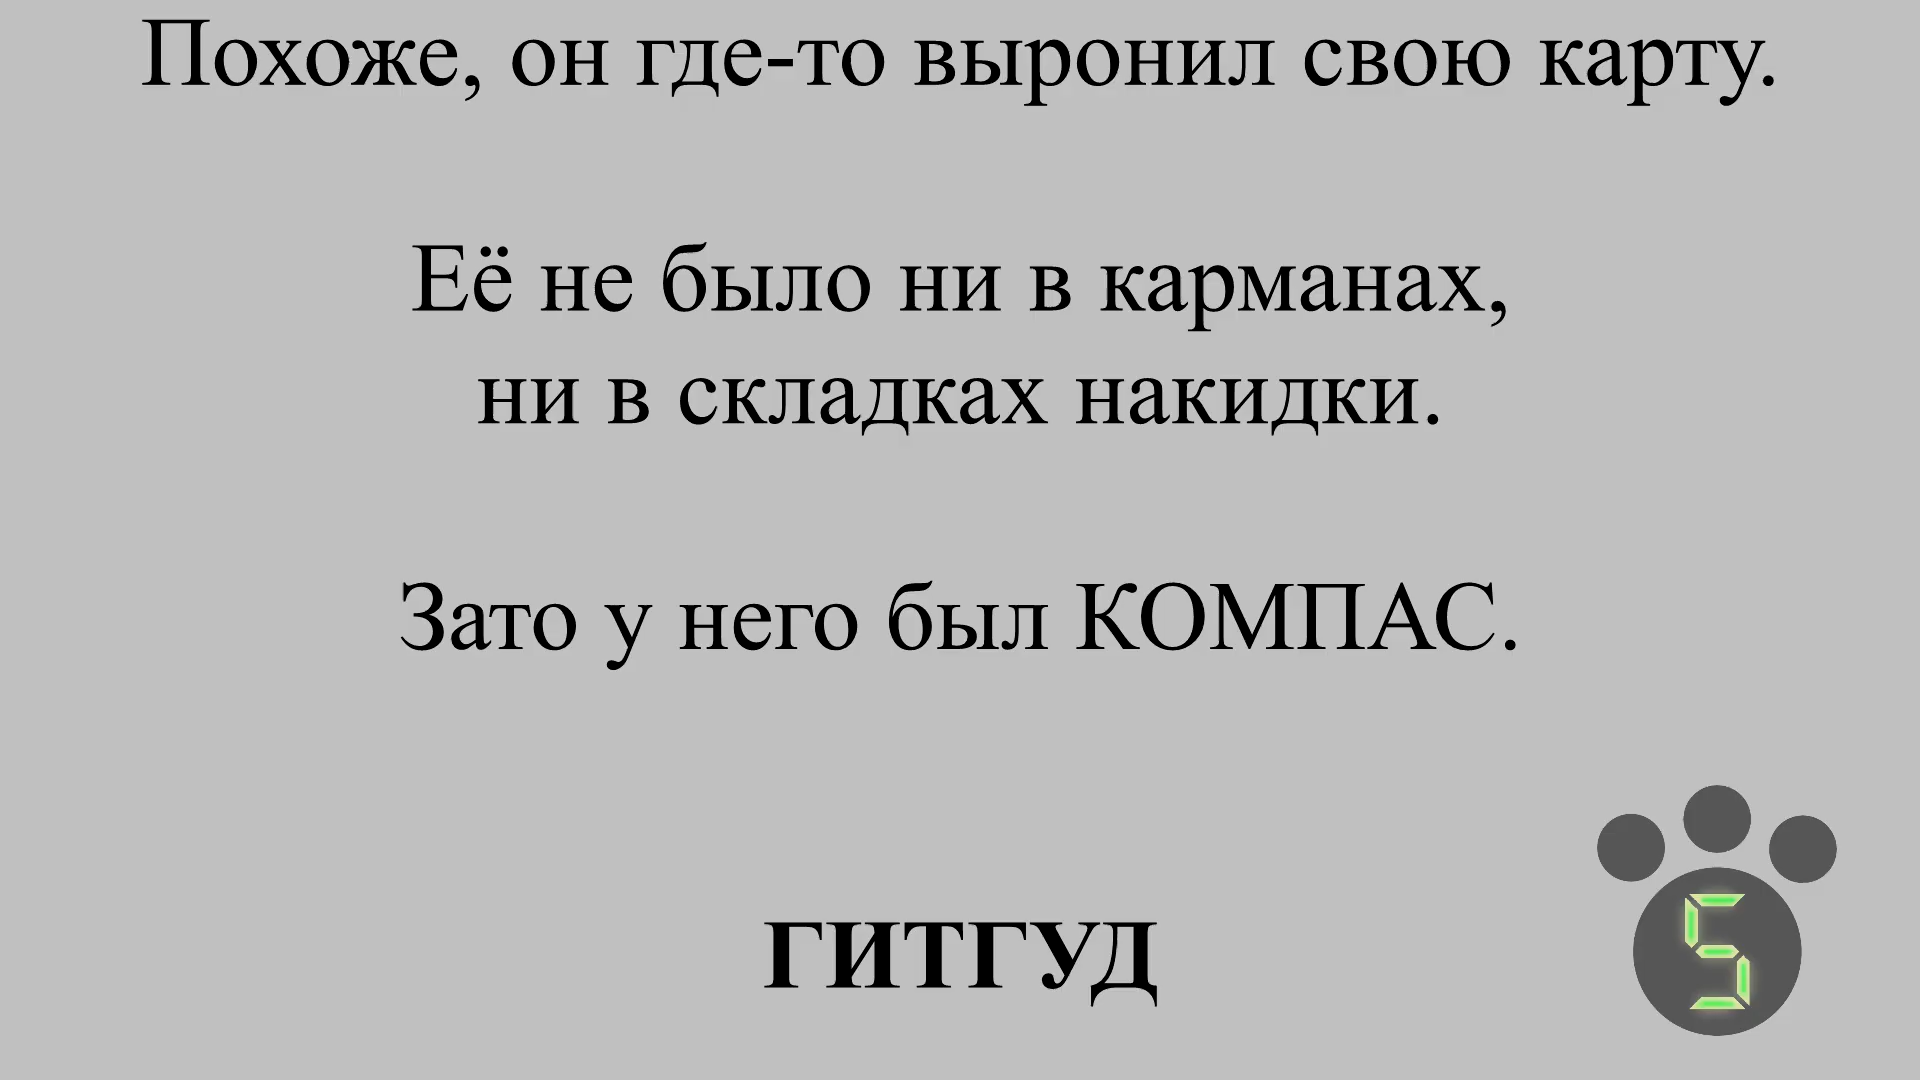 Похоже, он где-то выронил свою карту.
Её не было ни в карманах,
ни в складках накидки.
Зато у него был КОМПАС.
ГИТГУД
5